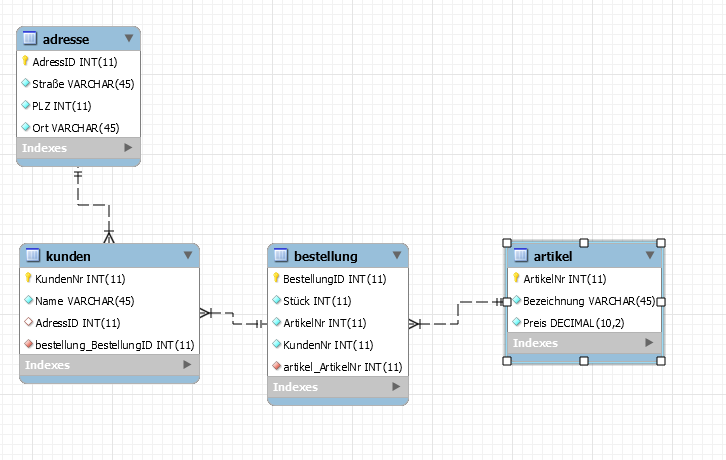 adresse
AdressID INT(11)
Straße VARCHAR(45)
PLZ INT(11)
Ort VARCHAR(45)
Indexes
kunden
KundenNr INT(11)
Name VARCHAR(45)
AdressID INT(11)
bestellung_BestellungID INT(11)
Indexes
bestellung
BestellungID INT(11)
Stück INT(11)
ArtikelNr INT(11)
KundenNr INT(11)
artikel_ArtikelNr INT(11)
Indexes
artikel
ArtikelNr INT(11)
Bezeichnung VARCHAR(45)
Preis DECIMAL(10,2)
Indexes